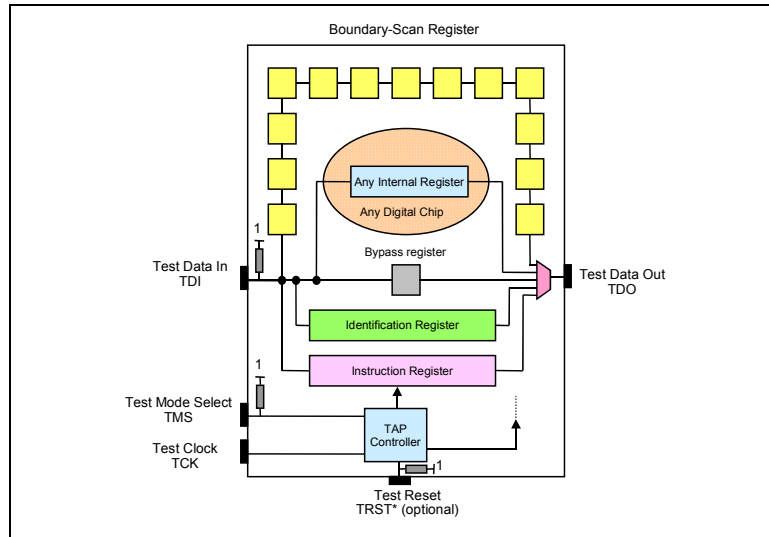 Boundary-Scan Register
Any Internal Register
Any Digital Chip
1
Bypass register
Test Data In
TDI
Test Data Out
TDO
Identification Register
1
Instruction Register
Test Mode Select
TMS
TAP
Controller
Test Clock
TCK
1
Test Reset
TRST* (optional)